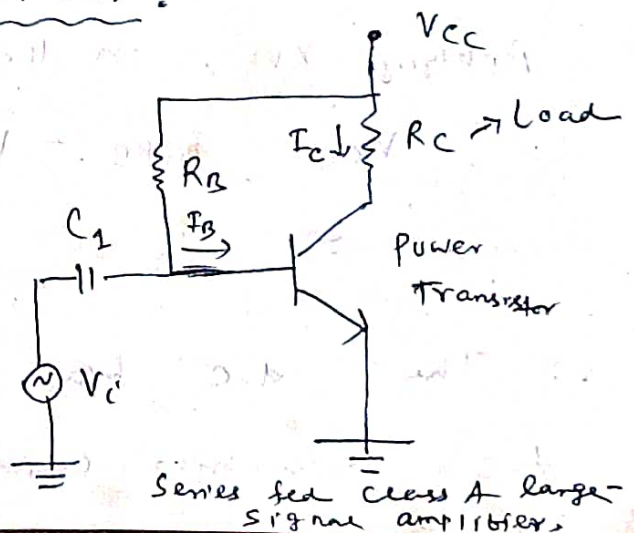 VCC
Ic
RC → Load
RB
IB
C1
Power
Transistor
Vi
Series fed class A large-
signal amplifier.